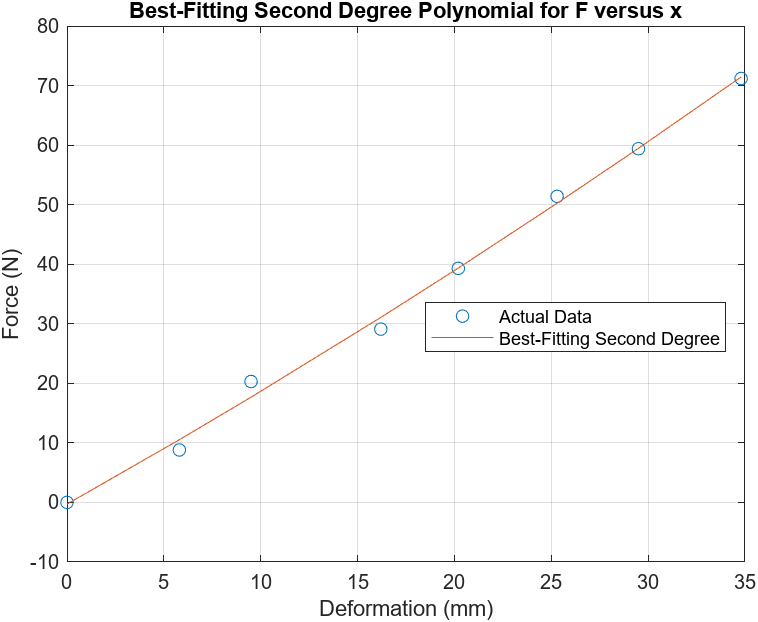 Best-Fitting Second Degree Polynomial for F versus x
80
70
60
50
40
30
20
10
0
-10
Force (N)
Actual Data
Best-Fitting Second Degree
0 5 10 15 20 25 30 35
Deformation (mm)